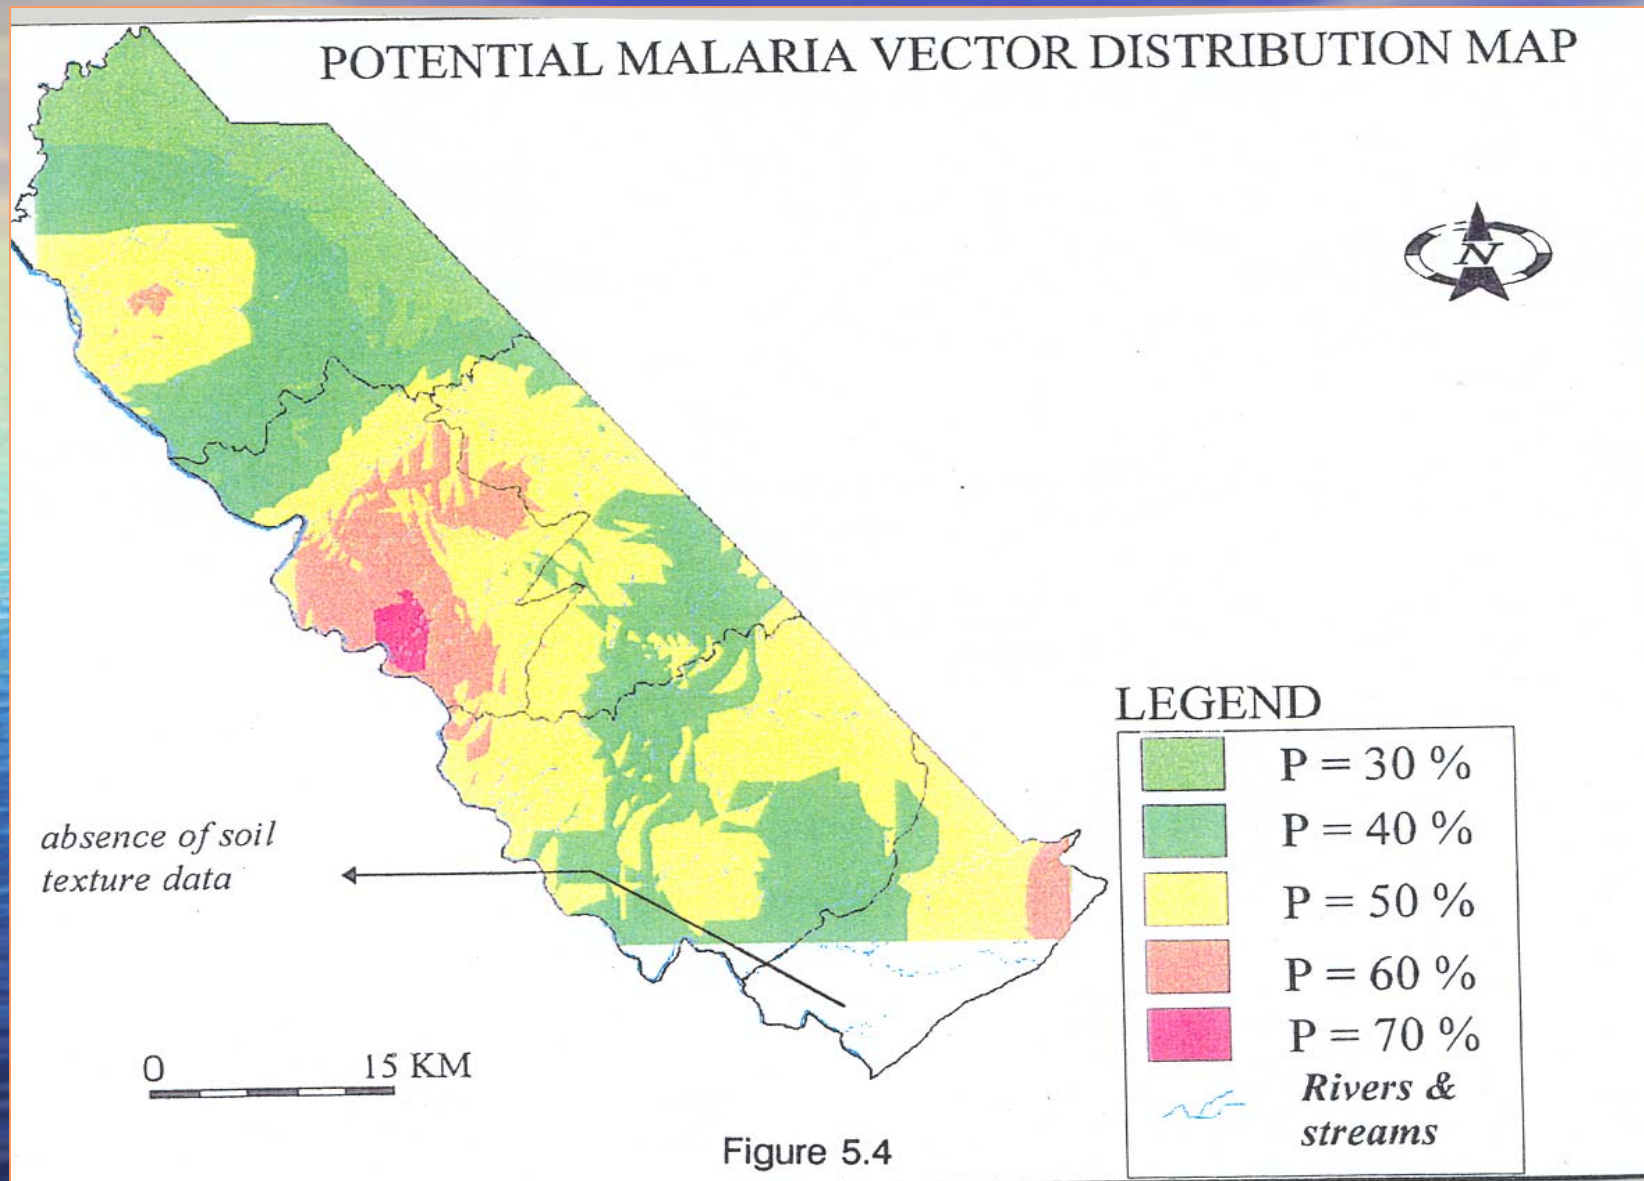 POTENTIAL MALARIA VECTOR DISTRIBUTION MAP
N
absence of soil
texture data
LEGEND
P = 30 %
P = 40 %
P = 50 %
P = 60 %
P = 70 %
Rivers &
streams
0 15 KM
Figure 5.4